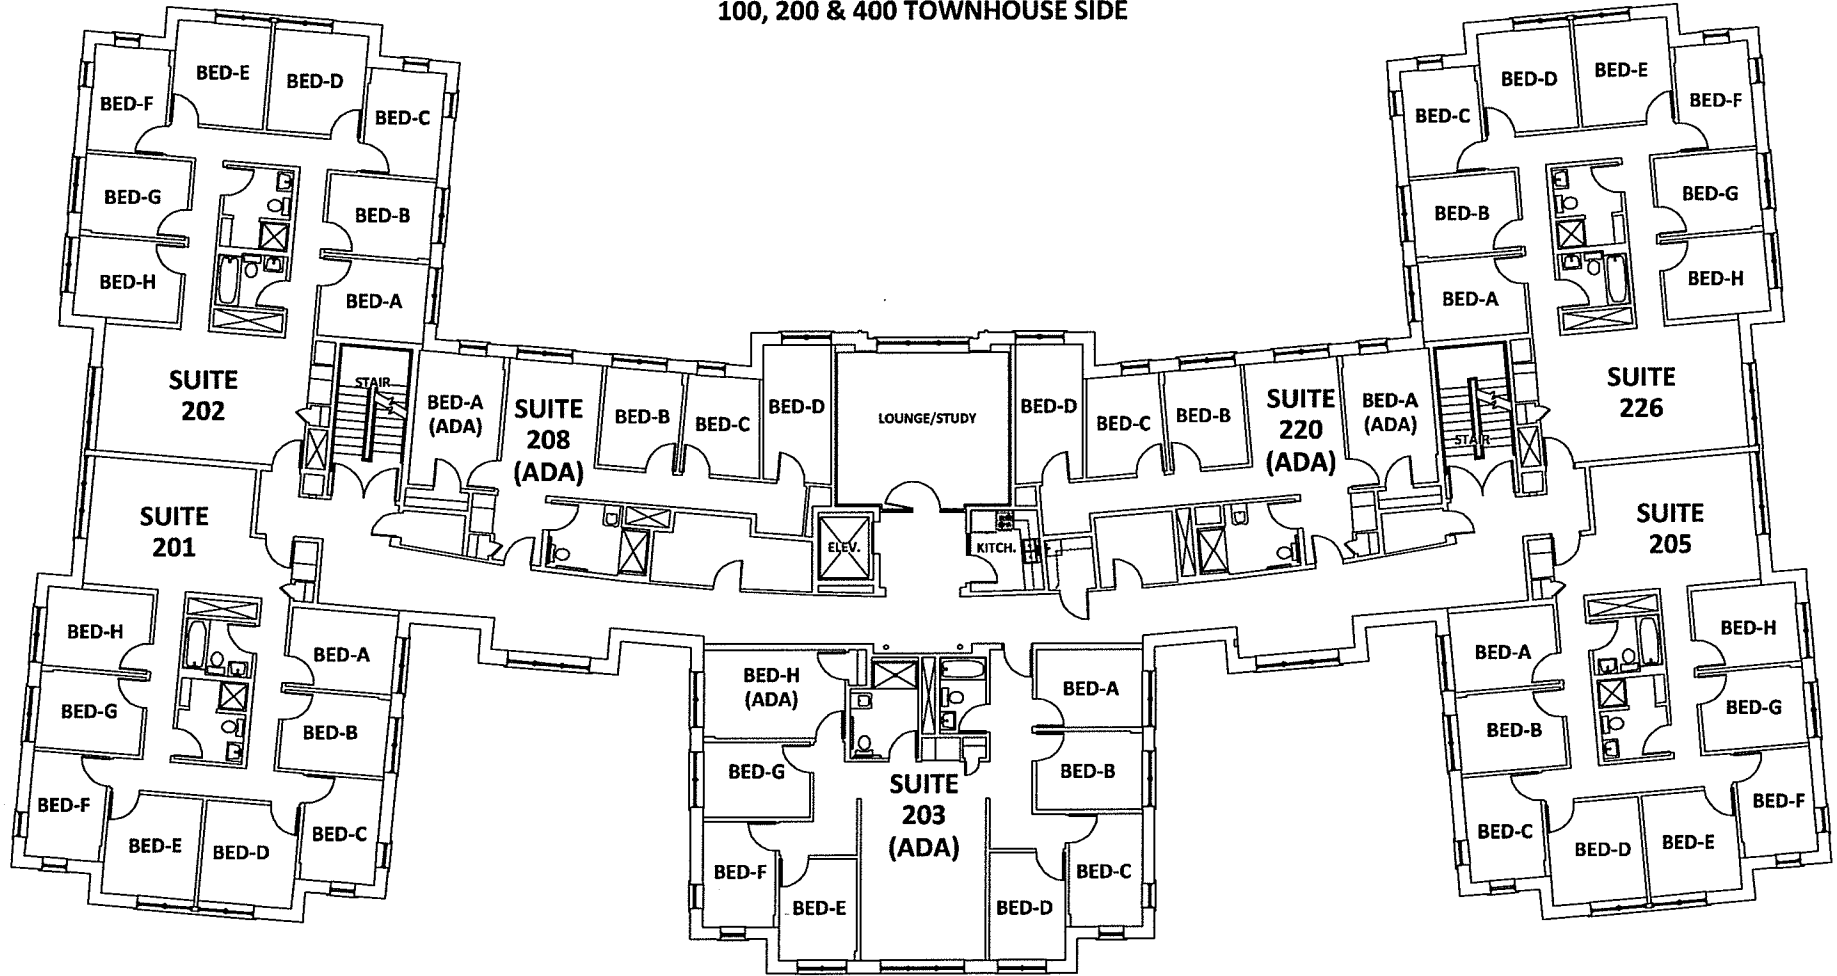 100, 200 & 400 TOWNHOUSE SIDE
BED-E
BED-D
BED-F
BED-C
BED-G
BED-B
BED-H
BED-A
SUITE
202
STAIR
SUITE
201
BED-H
BED-A
BED-G
BED-B
BED-F
BED-E
BED-D
BED-C
BED-A
(ADA)
SUITE
208
(ADA)
BED-B
BED-C
BED-D
LOUNGE/STUDY
ELEV.
KITCH.
BED-D
BED-C
BED-B
SUITE
220
(ADA)
BED-A
(ADA)
STAIR
BED-H
(ADA)
BED-A
BED-G
BED-B
SUITE
203
(ADA)
BED-F
BED-C
BED-E
BED-D
BED-D
BED-E
BED-C
BED-F
BED-B
BED-G
BED-A
BED-H
SUITE
226
SUITE
205
BED-A
BED-H
BED-B
BED-G
BED-C
BED-D
BED-E
BED-F